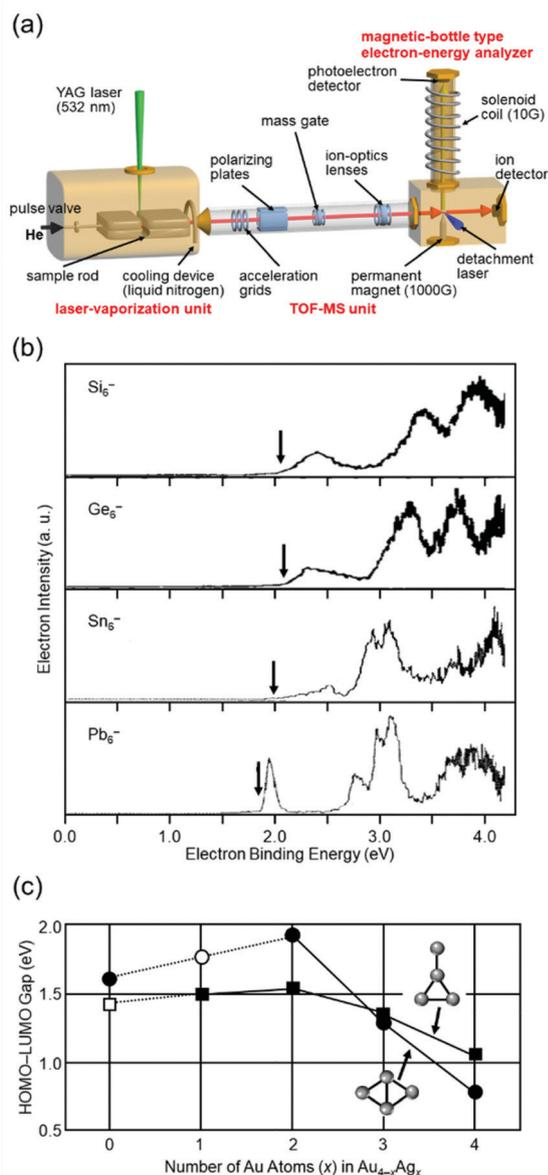 (a)
magnetic-bottle type
electron-energy analyzer
photoelectron
detector
YAG laser
(532 nm)
solenoid
coil (10G)
mass gate
polarizing
plates
ion-optics
lenses
ion
detector
pulse valve
He
sample rod
cooling device
(liquid nitrogen)
acceleration
grids
permanent
magnet (1000G)
detachment
laser
laser-vaporization unit
TOF-MS unit
(b)
Si₆⁻
Ge₆⁻
Sn₆⁻
Pb₆⁻
Electron Intensity (a. u.)
0.0 1.0 2.0 3.0 4.0
Electron Binding Energy (eV)
(c)
2.0
1.5
1.0
0.5
HOMO–LUMO Gap (eV)
0 1 2 3 4
Number of Au Atoms (x) in Au₄₋ₓAgₓ